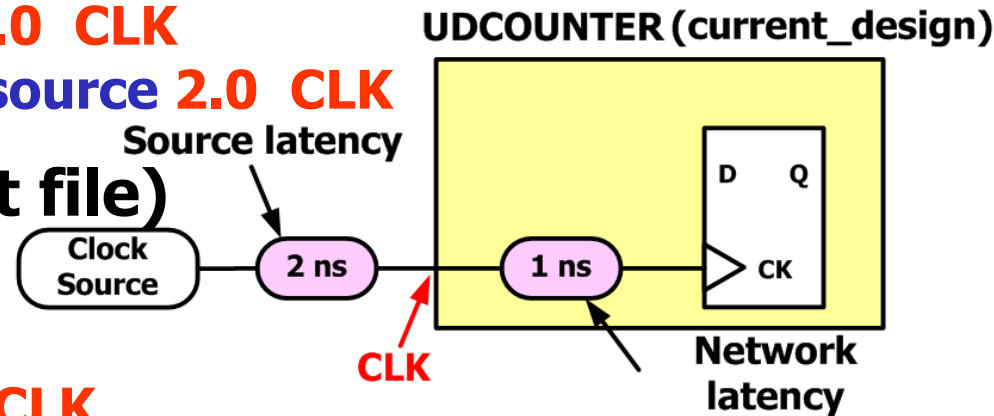 .0 CLK
source 2.0 CLK
t file)
CLK
UDCOUNTER (current_design)
Source latency
Clock
Source
2 ns
CLK
1 ns
D Q
CK
Network
latency